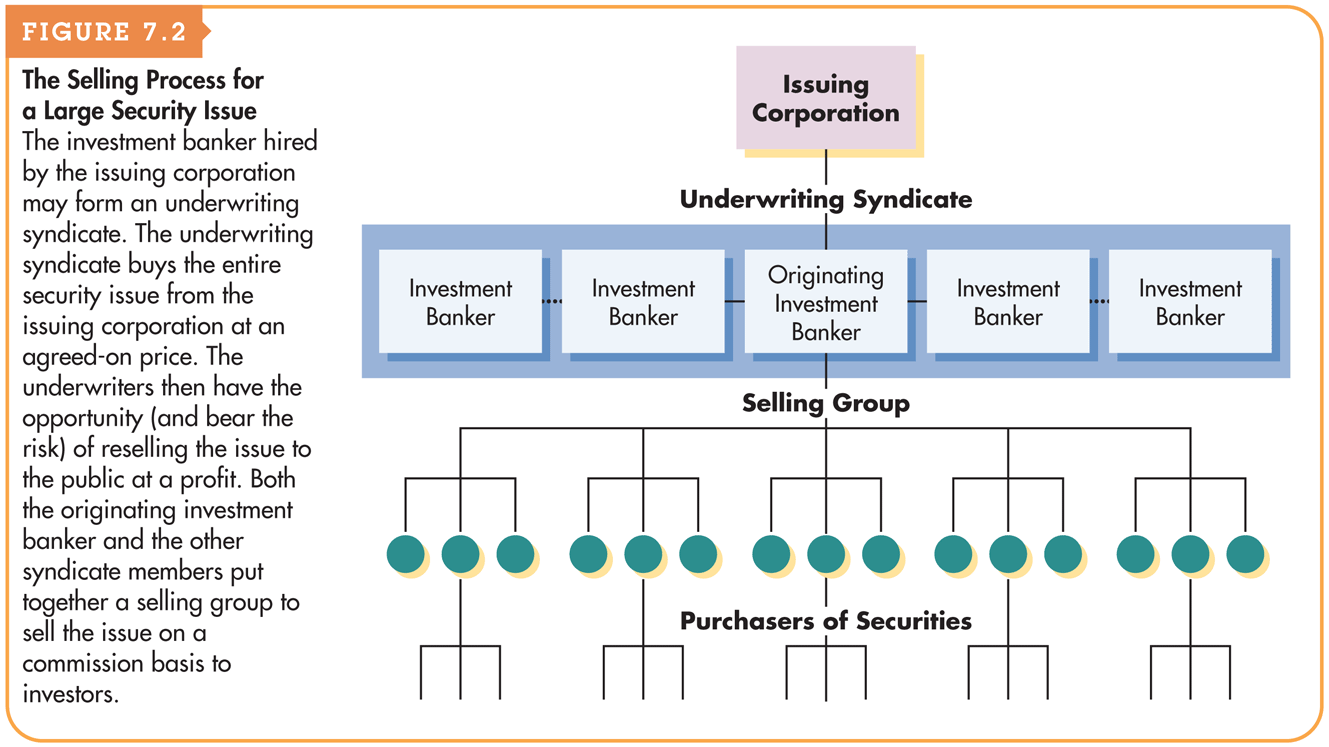 FIGURE 7.2
The Selling Process for
a Large Security Issue
The investment banker hired
by the issuing corporation
may form an underwriting
syndicate. The underwriting
syndicate buys the entire
security issue from the
issuing corporation at an
agreed-on price. The
underwriters then have the
opportunity (and bear the
risk) of reselling the issue to
the public at a profit. Both
the originating investment
banker and the other
syndicate members put
together a selling group to
sell the issue on a
commission basis to
investors.
Issuing
Corporation
Underwriting Syndicate
Investment
Banker
Investment
Banker
Originating
Investment
Banker
Investment
Banker
Investment
Banker
Selling Group
Purchasers of Securities